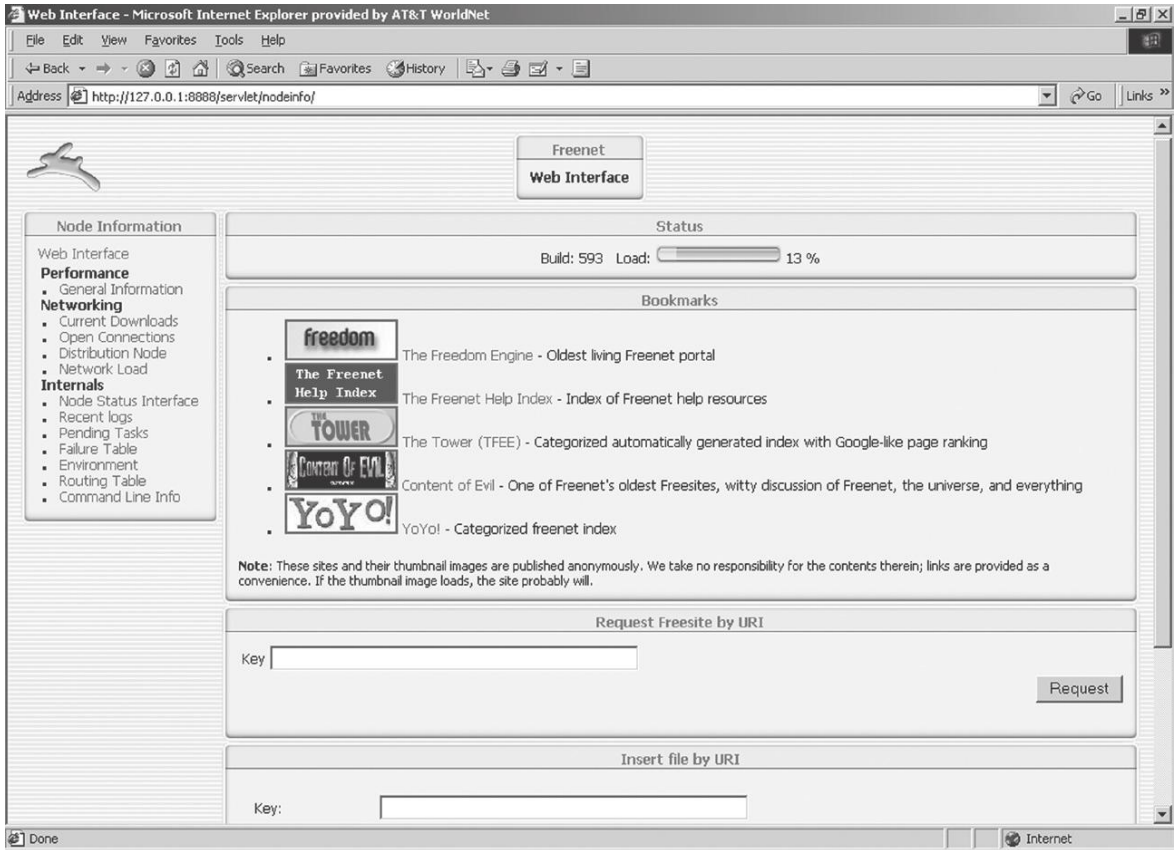 Web Interface - Microsoft Internet Explorer provided by AT&T WorldNet
File Edit View Favorites Tools Help
Back Search Favorites History
Address http://127.0.0.1:8888/servlet/nodeinfo/ Go Links »
Freenet
Web Interface
Node Information
Web Interface
Performance
General Information
Networking
Current Downloads
Open Connections
Distribution Node
Network Load
Internals
Node Status Interface
Recent logs
Pending Tasks
Failure Table
Environment
Routing Table
Command Line Info
Status
Build: 593 Load: 13 %
Bookmarks
freedom
The Freedom Engine - Oldest living Freenet portal
The Freenet
Help Index
The Freenet Help Index - Index of Freenet help resources
THE
TOWER
The Tower (TFEE) - Categorized automatically generated index with Google-like page ranking
CONTENT OF EVIL
Content of Evil - One of Freenet's oldest Freesites, witty discussion of Freenet, the universe, and everything
YoYo!
YoYo! - Categorized freenet index
Note: These sites and their thumbnail images are published anonymously. We take no responsibility for the contents therein; links are provided as a
convenience. If the thumbnail image loads, the site probably will.
Request Freesite by URI
Key
Request
Insert file by URI
Key:
Done Internet